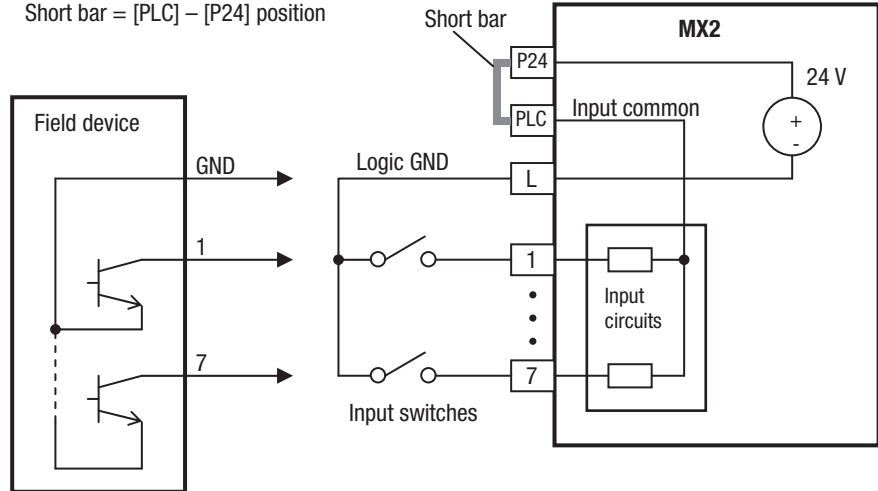 Short bar = [PLC] – [P24] position
Short bar
MX2
P24
24 V
PLC
Input common
+
-
Field device
GND
Logic GND
L
1
1
Input
circuits
7
7
Input switches